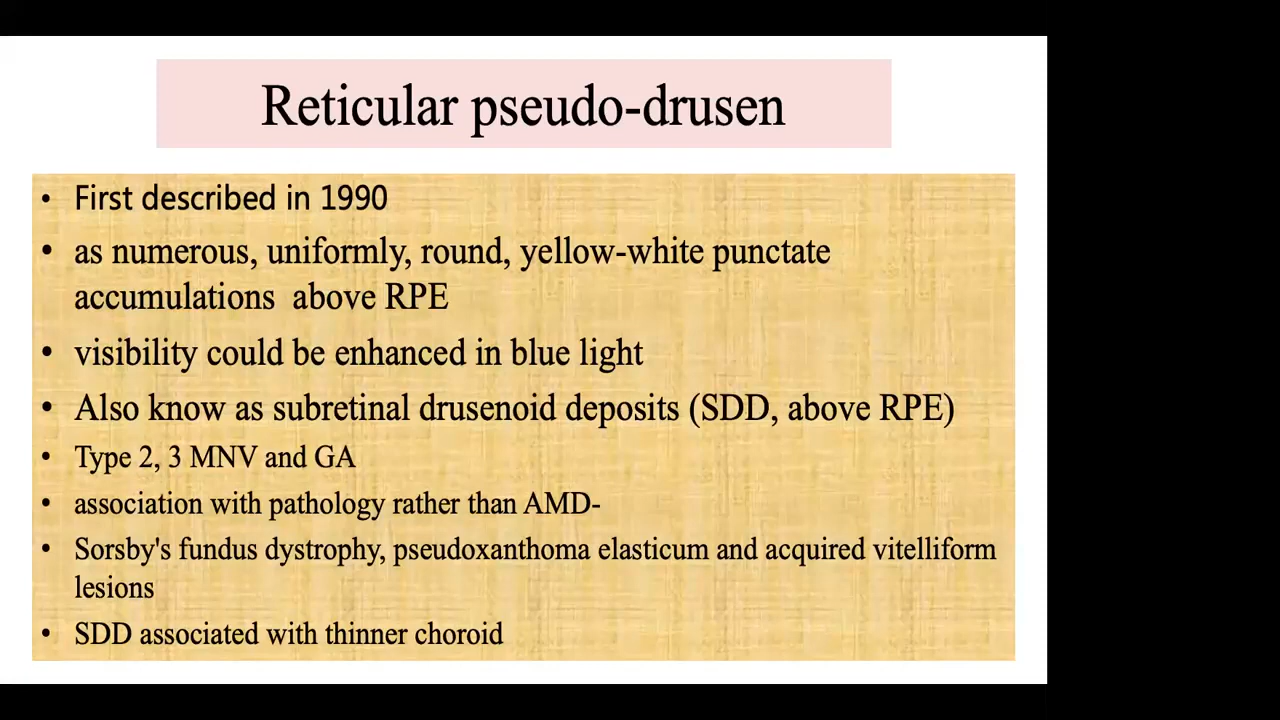 Reticular pseudo-drusen
• First described in 1990
• as numerous, uniformly, round, yellow-white punctate
accumulations above RPE
• visibility could be enhanced in blue light
• Also know as subretinal drusenoid deposits (SDD, above RPE)
• Type 2, 3 MNV and GA
• association with pathology rather than AMD-
• Sorsby's fundus dystrophy, pseudoxanthoma elasticum and acquired vitelliform
lesions
• SDD associated with thinner choroid